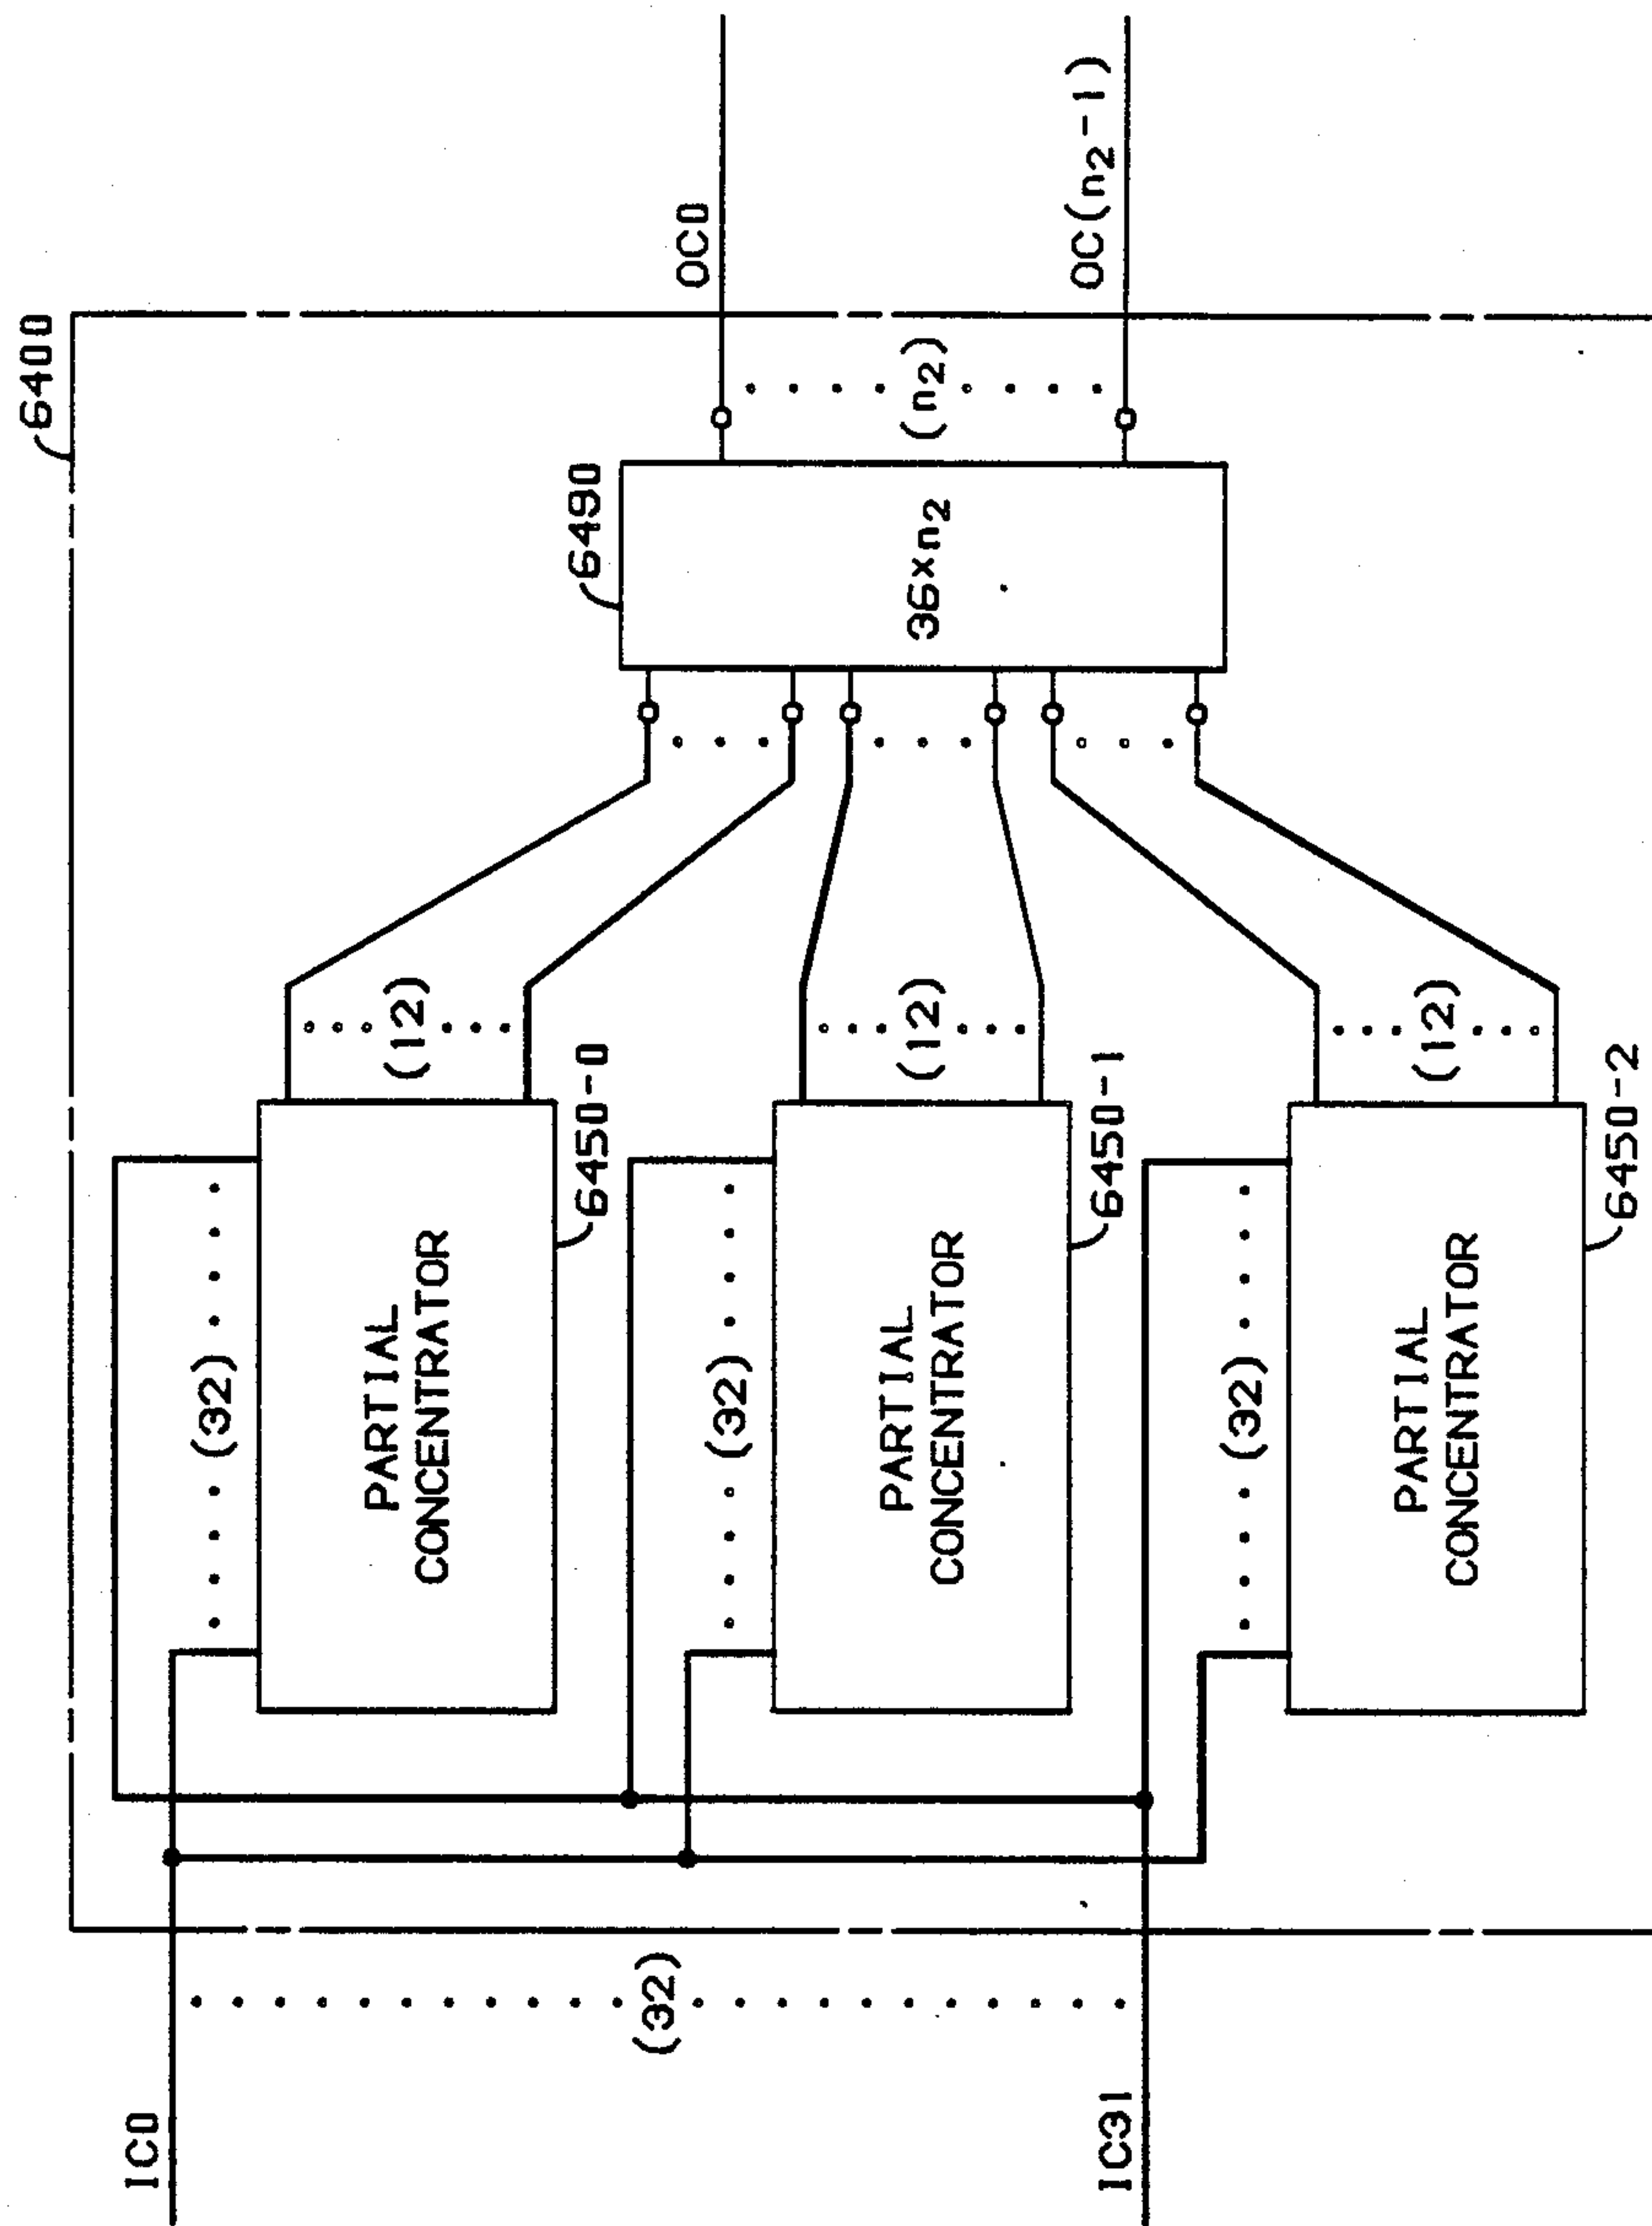 6400
IC0
(32)
PARTIAL
CONCENTRATOR
(12)
6450-0
6490
OC0
(32)
(32)
PARTIAL
CONCENTRATOR
(12)
6450-1
36×n₂
(n₂)
OC(n₂-1)
IC31
(32)
PARTIAL
CONCENTRATOR
(12)
6450-2